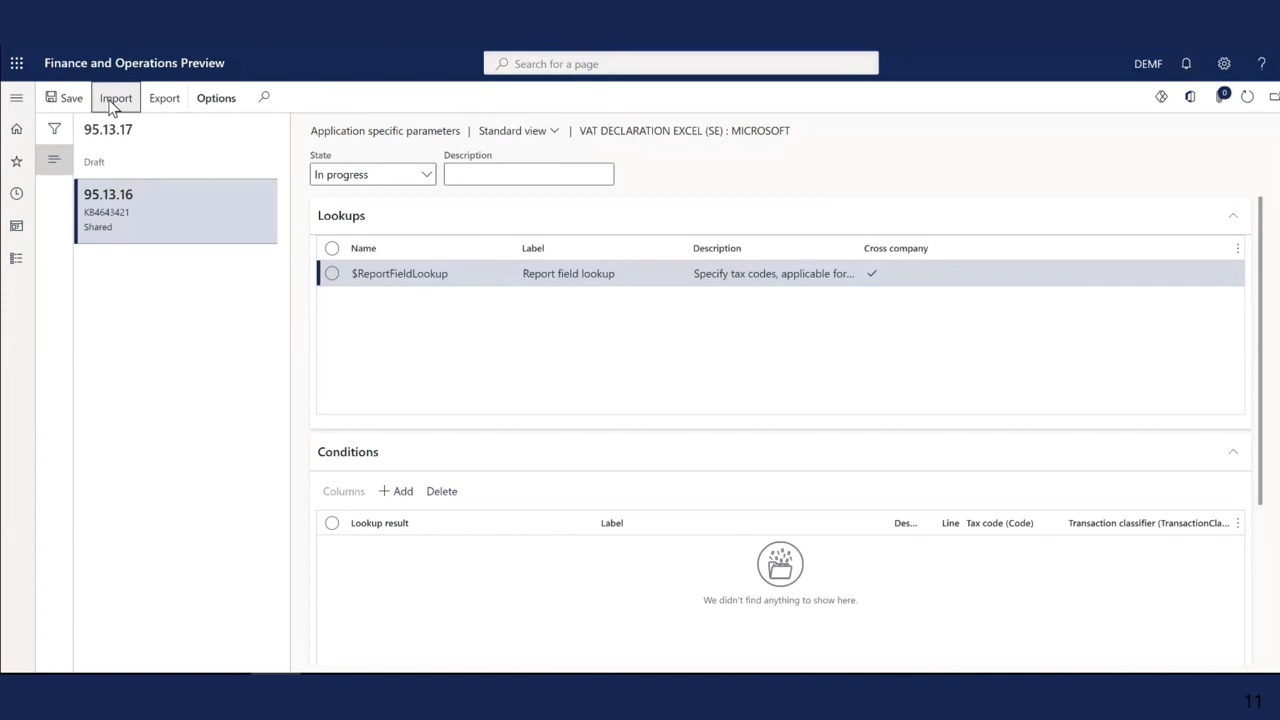 Finance and Operations Preview
Search for a page
DEMF
?
Save
Import
Export
Options
0
95.13.17
Draft
95.13.16
KB4643421
Shared
Application specific parameters | Standard view | VAT DECLARATION EXCEL (SE) : MICROSOFT
State
Description
In progress
Lookups
Name
Label
Description
Cross company
$ReportFieldLookup
Report field lookup
Specify tax codes, applicable for...
Conditions
Columns
Add
Delete
Lookup result
Label
Des...
Line
Tax code (Code)
Transaction classifier (TransactionCla...
We didn't find anything to show here.
11